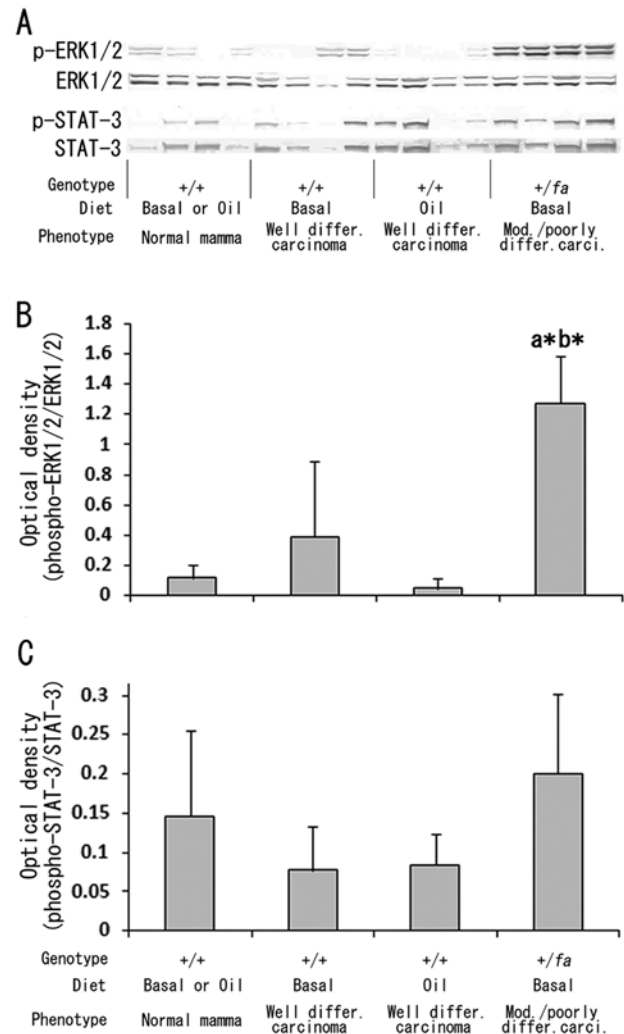 A
p-ERK1/2
ERK1/2
p-STAT-3
STAT-3
Genotype +/+ +/+ +/+ +/fa
Diet Basal or Oil Basal Oil Basal
Phenotype Normal mamma Well differ. carcinoma Well differ. carcinoma Mod./poorly differ.carci.
B
Optical density
(phospho-ERK1/2/ERK1/2)
1.8
1.6
1.4
1.2
1
0.8
0.6
0.4
0.2
0
a*b*
C
Optical density
(phospho-STAT-3/STAT-3)
0.3
0.25
0.2
0.15
0.1
0.05
0
Genotype +/+ +/+ +/+ +/fa
Diet Basal or Oil Basal Oil Basal
Phenotype Normal mamma Well differ. carcinoma Well differ. carcinoma Mod./poorly differ.carci.